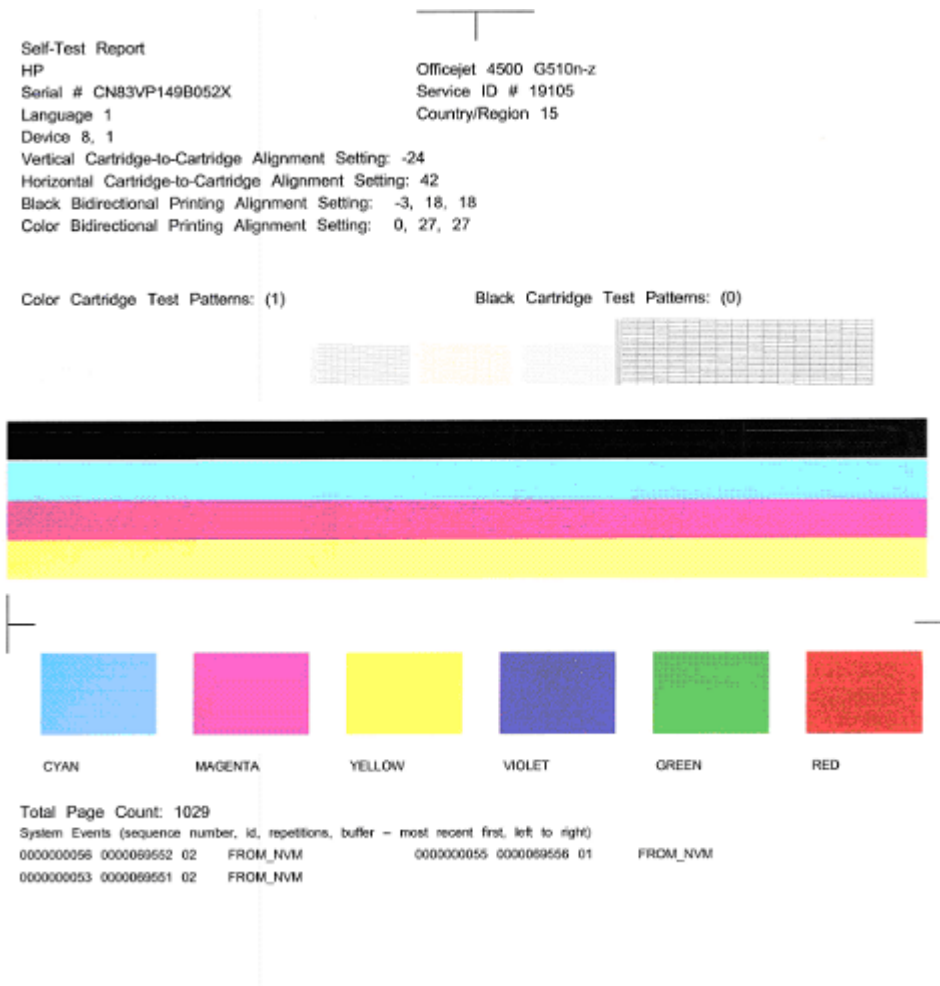 Self-Test Report
HP
Officejet 4500 G510n-z
Serial # CN83VP149B052X
Service ID # 19105
Language 1
Country/Region 15
Device 8, 1
Vertical Cartridge-to-Cartridge Alignment Setting: -24
Horizontal Cartridge-to-Cartridge Alignment Setting: 42
Black Bidirectional Printing Alignment Setting: -3, 18, 18
Color Bidirectional Printing Alignment Setting: 0, 27, 27
Color Cartridge Test Patterns: (1)
Black Cartridge Test Patterns: (0)
CYAN
MAGENTA
YELLOW
VIOLET
GREEN
RED
Total Page Count: 1029
System Events (sequence number, id, repetitions, buffer – most recent first, left to right)
0000000056 0000069552 02 FROM_NVM
0000000055 0000069556 01 FROM_NVM
0000000053 0000069551 02 FROM_NVM